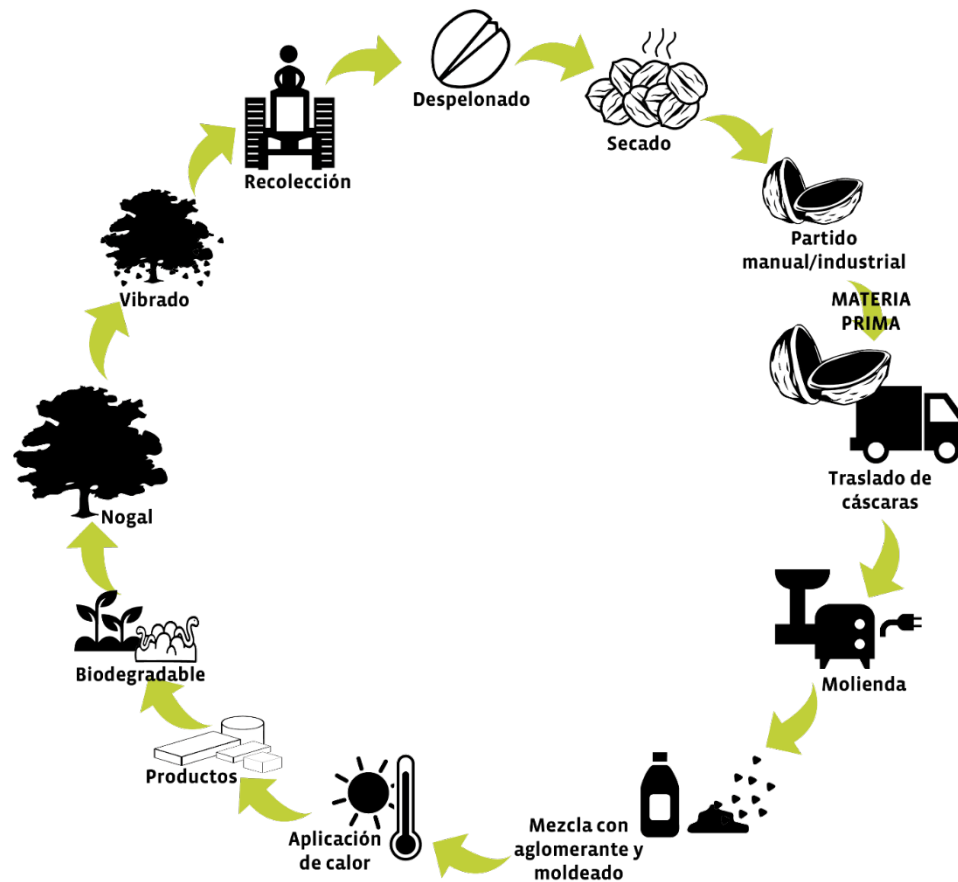 Nogal
Vibrado
Recolección
Despelonado
Secado
Partido
manual/industrial
MATERIA
PRIMA
Traslado de
cáscaras
Molienda
Mezcla con
aglomerante y
moldeado
Aplicación
de calor
Productos
Biodegradable